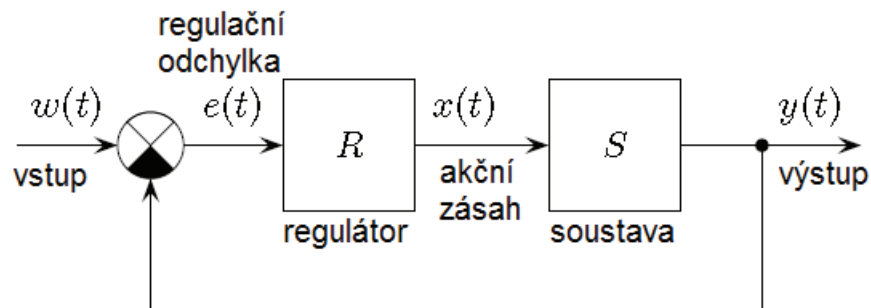 regulační
odchylka
w(t)
e(t)
x(t)
y(t)
R
S
vstup
akční
zásah
výstup
regulátor
soustava